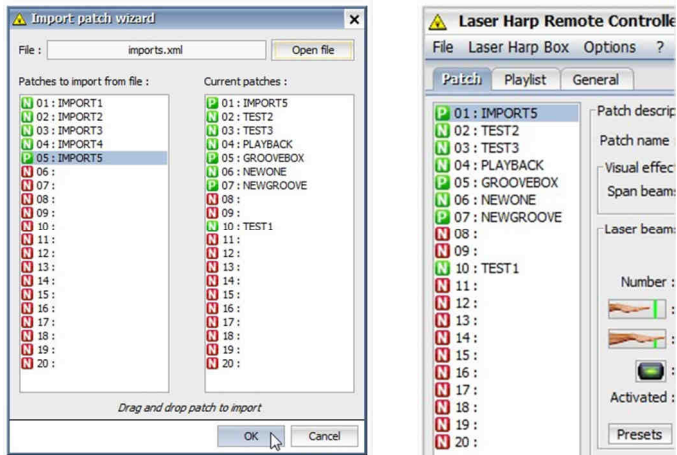 Import patch wizard
File :
imports.xml
Open file
Patches to import from file :
N 01 : IMPORT1
N 02 : IMPORT2
N 03 : IMPORT3
N 04 : IMPORT4
P 05 : IMPORT5
N 06 :
N 07 :
N 08 :
N 09 :
N 10 :
N 11 :
N 12 :
N 13 :
N 14 :
N 15 :
N 16 :
N 17 :
N 18 :
N 19 :
N 20 :
Current patches :
P 01 : IMPORT5
N 02 : TEST2
N 03 : TEST3
N 04 : PLAYBACK
P 05 : GROOVEBOX
N 06 : NEWONE
P 07 : NEWGROOVE
N 08 :
N 09 :
N 10 : TEST1
N 11 :
N 12 :
N 13 :
N 14 :
N 15 :
N 16 :
N 17 :
N 18 :
N 19 :
N 20 :
Drag and drop patch to import
OK
Cancel
Laser Harp Remote Controlle
File Laser Harp Box Options ?
Patch Playlist General
P 01 : IMPORT5
N 02 : TEST2
N 03 : TEST3
N 04 : PLAYBACK
P 05 : GROOVEBOX
N 06 : NEWONE
P 07 : NEWGROOVE
N 08 :
N 09 :
N 10 : TEST1
N 11 :
N 12 :
N 13 :
N 14 :
N 15 :
N 16 :
N 17 :
N 18 :
N 19 :
N 20 :
Patch descrip
Patch name :
Visual effec
Span beam
Laser beam
Number :
:
:
:
Activated :
Presets